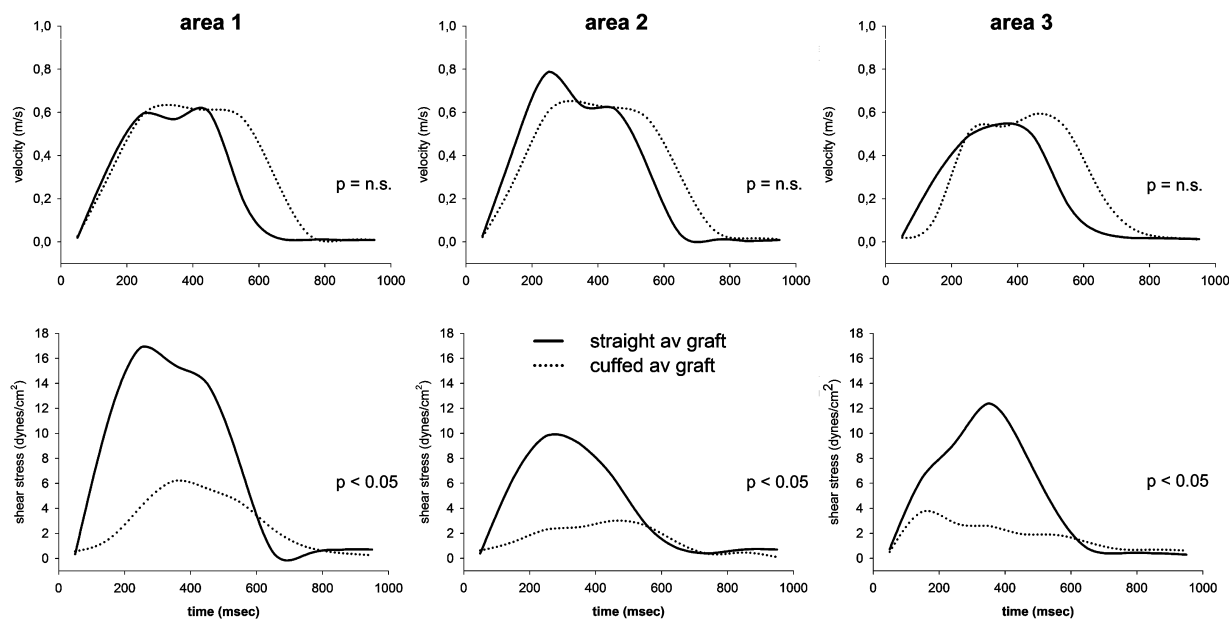 area 1
area 2
area 3
1,0
0,8
0,6
0,4
0,2
0,0
velocity (m/s)
p = n.s.
0 200 400 600 800 1000
1,0
0,8
0,6
0,4
0,2
0,0
velocity (m/s)
p = n.s.
0 200 400 600 800 1000
1,0
0,8
0,6
0,4
0,2
0,0
velocity (m/s)
p = n.s.
0 200 400 600 800 1000
18
16
14
12
10
8
6
4
2
0
shear stress (dynes/cm²)
p < 0.05
0 200 400 600 800 1000
time (msec)
straight av graft
cuffed av graft
18
16
14
12
10
8
6
4
2
0
shear stress (dynes/cm²)
p < 0.05
0 200 400 600 800 1000
time (msec)
18
16
14
12
10
8
6
4
2
0
shear stress (dynes/cm²)
p < 0.05
0 200 400 600 800 1000
time (msec)